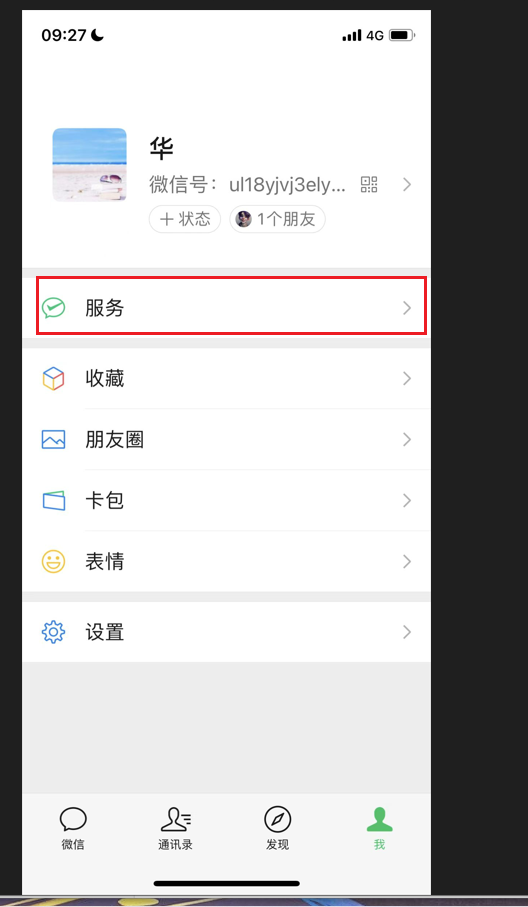 09:27 4G
华
微信号：ul18yjvj3ely...
＋状态 1个朋友
服务
收藏
朋友圈
卡包
表情
设置
微信 通讯录 发现 我